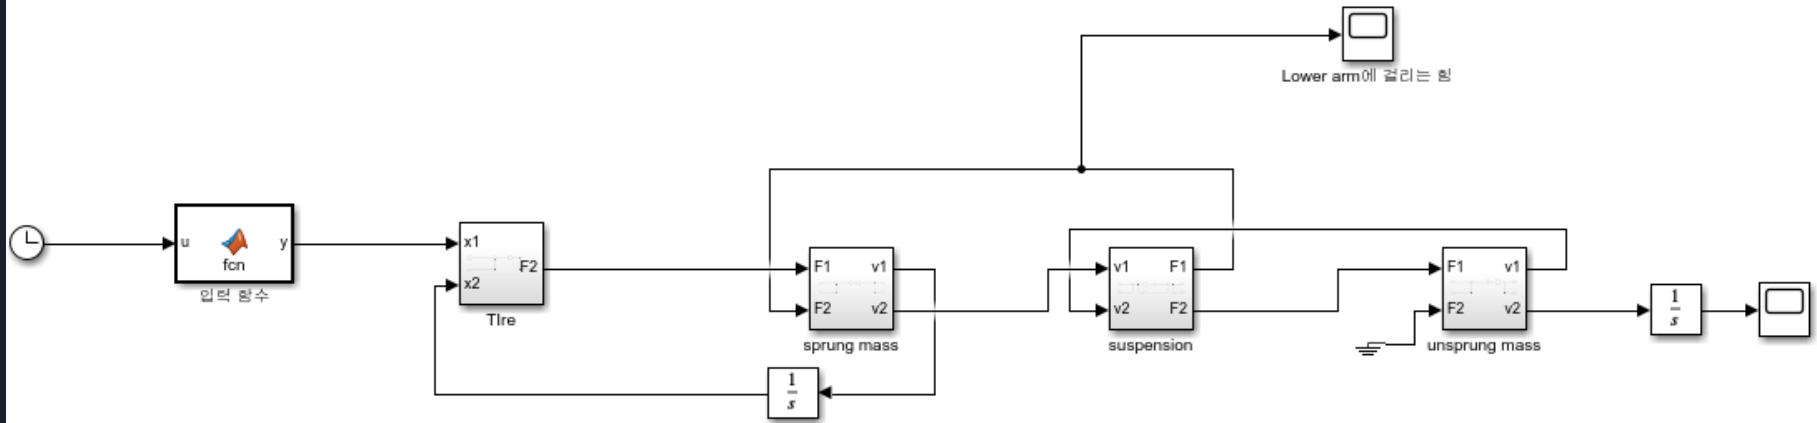 Lower arm에 걸리는 힘
u
fcn
y
입력 함수
x1
x2
F2
TIre
F1
F2
v1
v2
sprung mass
1
s
v1
v2
F1
F2
suspension
F1
F2
v1
v2
unsprung mass
1
s